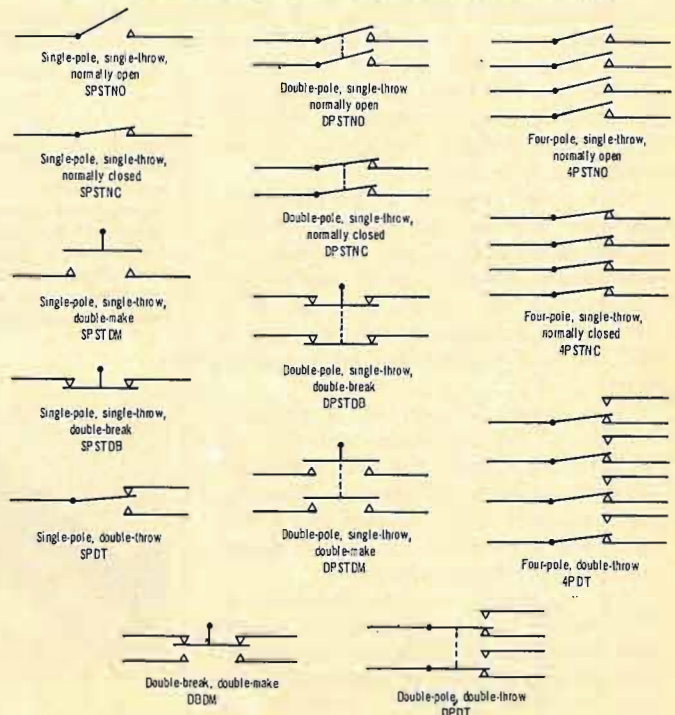 Single-pole, single-throw,
normally open
SPSTNO
Single-pole, single-throw,
normally closed
SPSTNC
Single-pole, single-throw,
double-make
SPSTDM
Single-pole, single-throw,
double-break
SPSTDB
Single-pole, double-throw
SPDT
Double-pole, single-throw
normally open
DPSTNO
Double-pole, single-throw,
normally closed
DPSTNC
Double-pole, single-throw,
double-break
DPSTDB
Double-pole, single-throw,
double-make
DPSTDM
Four-pole, single-throw,
normally open
4PSTNO
Four-pole, single-throw,
normally closed
4PSTNC
Four-pole, double-throw
4PDT
Double-break, double-make
DBDM
Double-pole, double-throw
DPDT